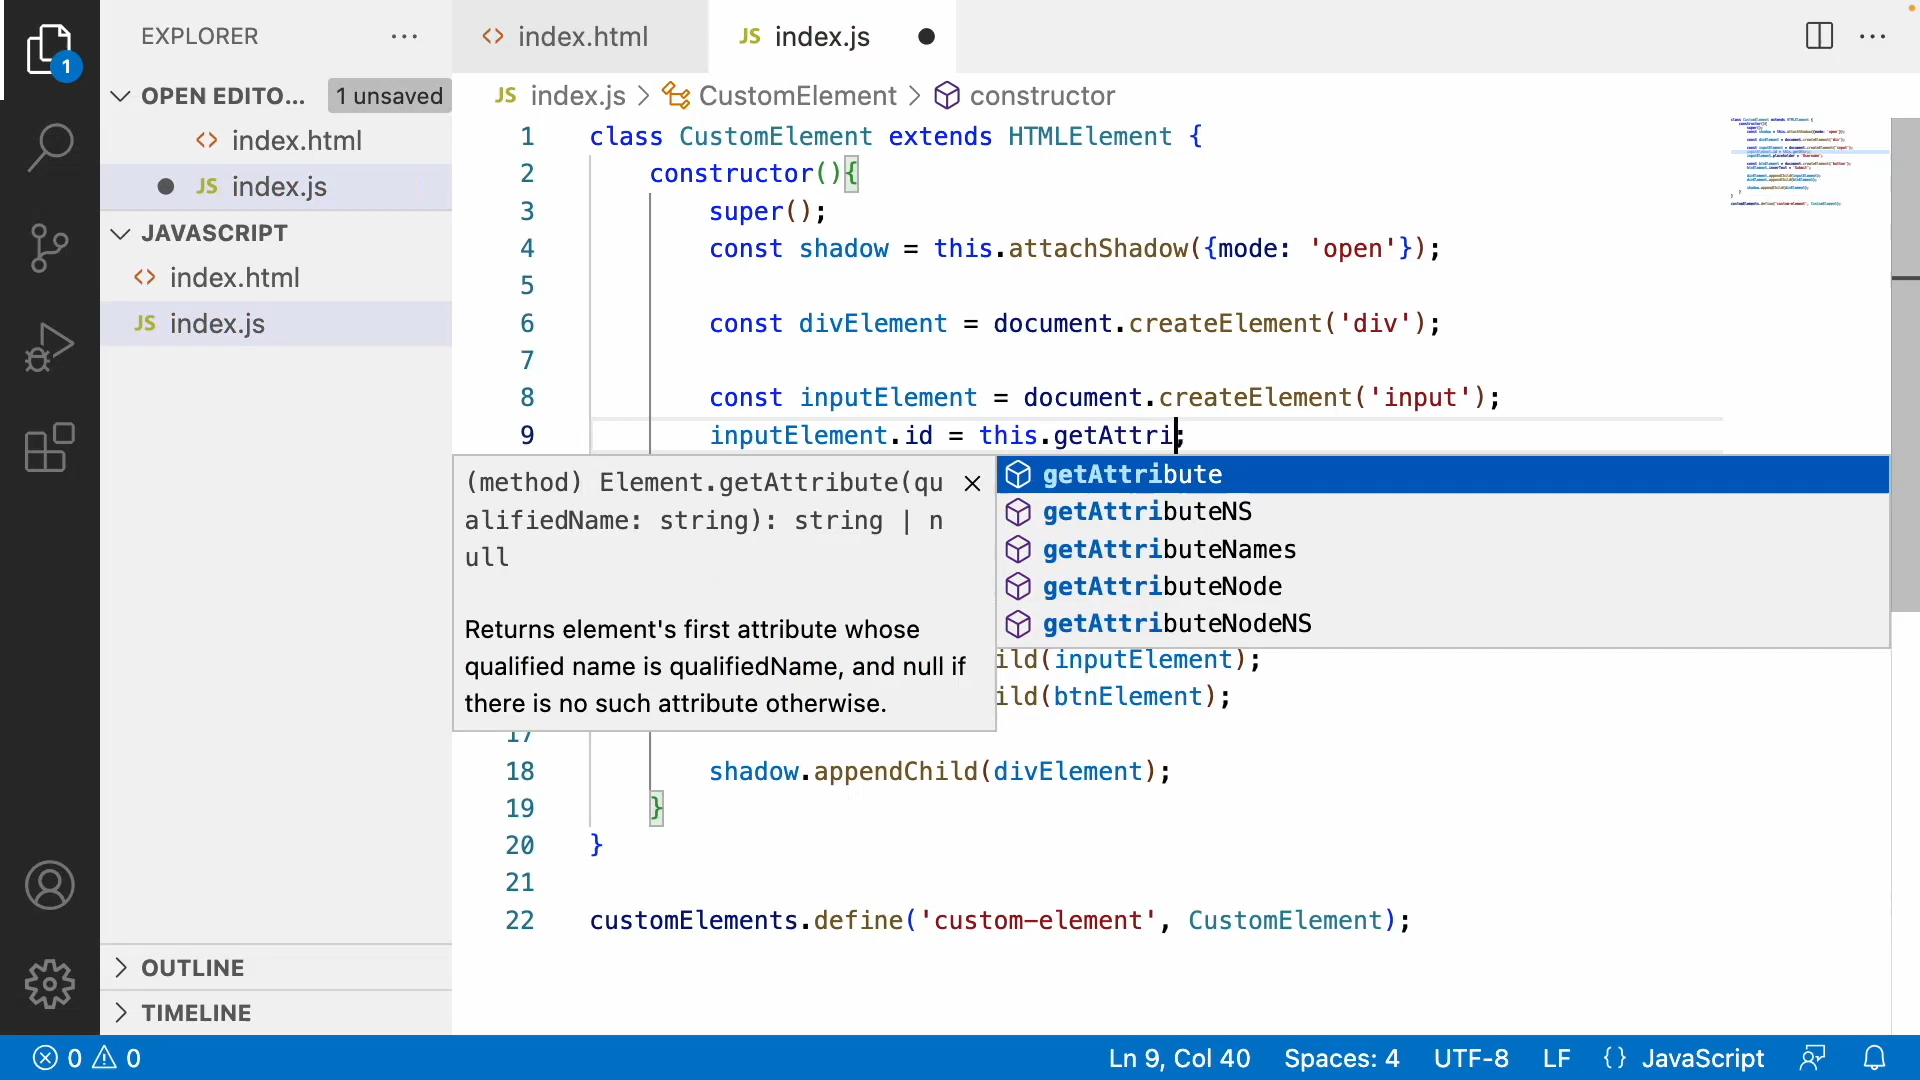 EXPLORER
1
OPEN EDITO... 1 unsaved
index.html
JS index.js
JAVASCRIPT
index.html
JS index.js
OUTLINE
TIMELINE
index.html
JS index.js
JS index.js > CustomElement > constructor
1 class CustomElement extends HTMLElement {
2 constructor(){
3 super();
4 const shadow = this.attachShadow({mode: 'open'});
5
6 const divElement = document.createElement('div');
7
8 const inputElement = document.createElement('input');
9 inputElement.id = this.getAttri;
(method) Element.getAttribute(qu
alifiedName: string): string | n
ull
Returns element's first attribute whose
qualified name is qualifiedName, and null if
there is no such attribute otherwise.
getAttribute
getAttributeNS
getAttributeNames
getAttributeNode
getAttributeNodeNS
ild(inputElement);
ild(btnElement);
17
18 shadow.appendChild(divElement);
19 }
20 }
21
22 customElements.define('custom-element', CustomElement);
0 0
Ln 9, Col 40 Spaces: 4 UTF-8 LF {} JavaScript